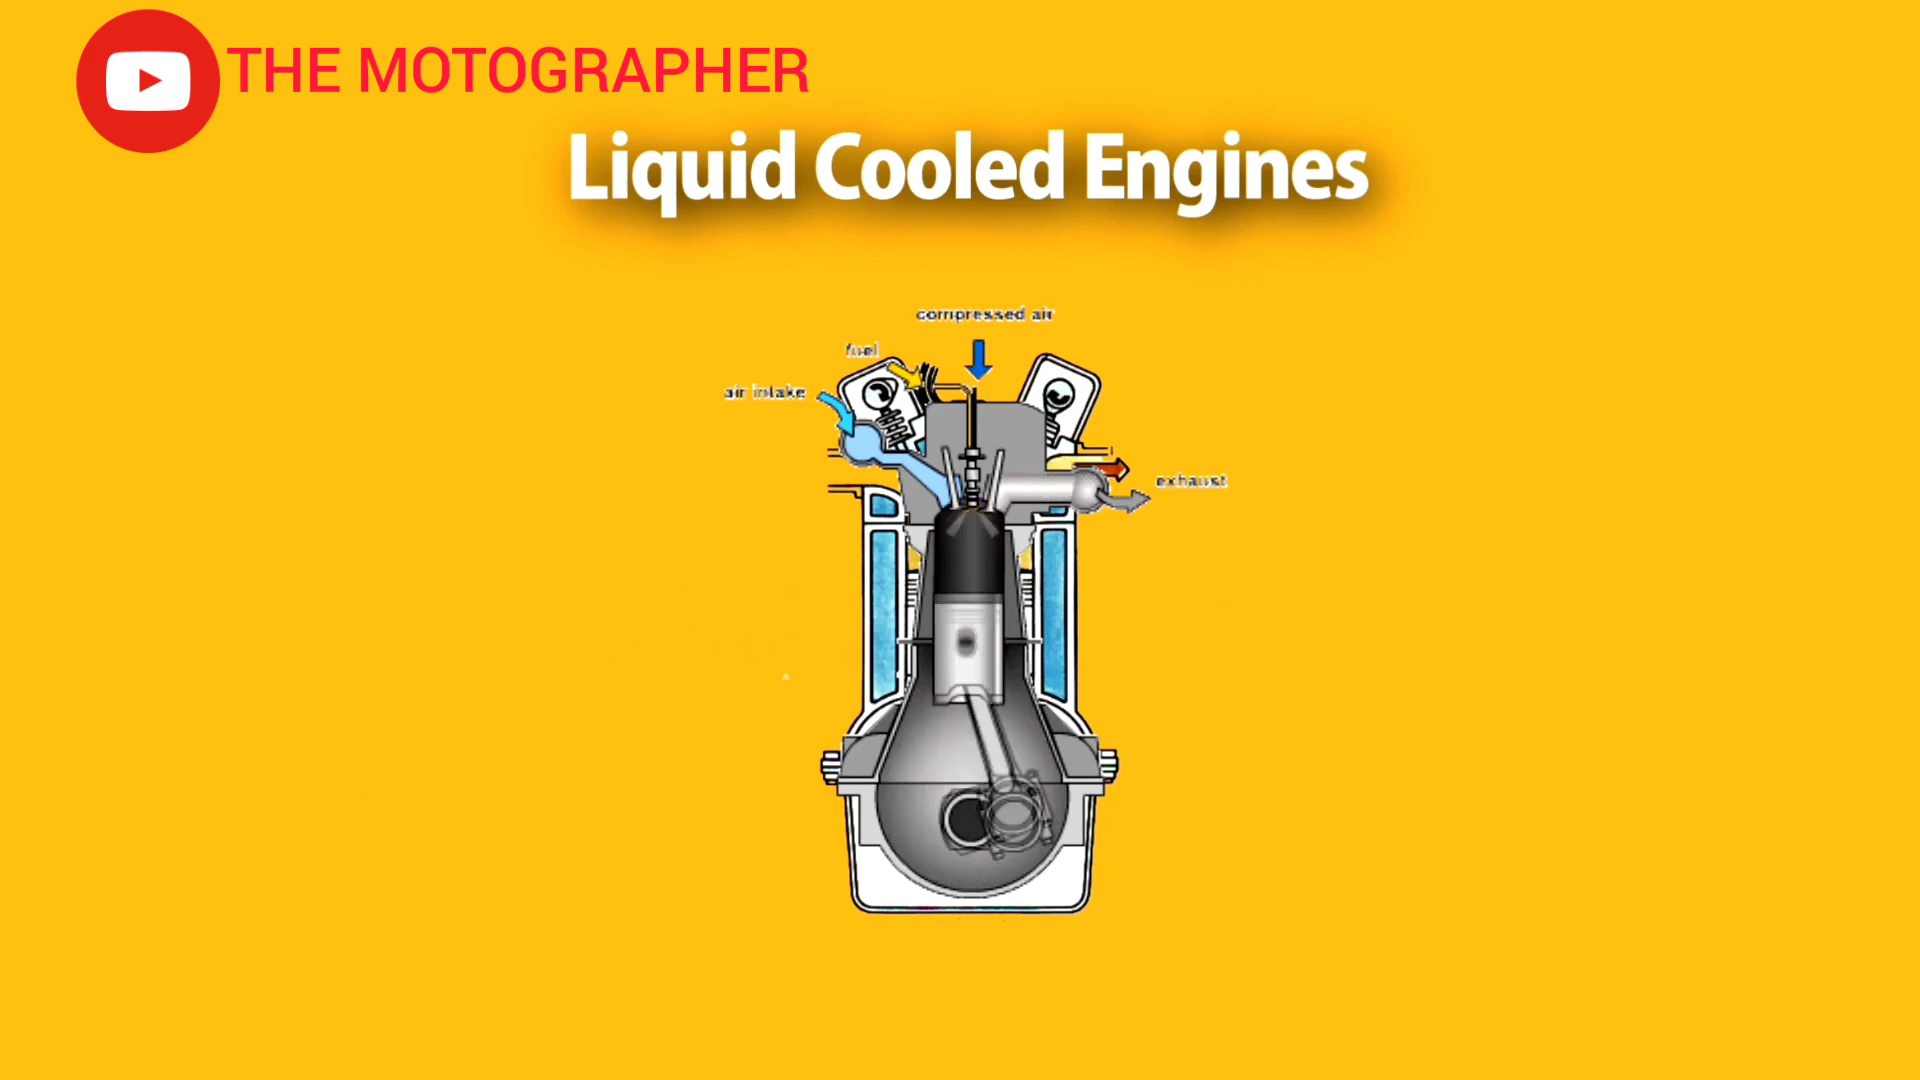 THE MOTOGRAPHER
Liquid Cooled Engines
compressed air
fuel
air intake
exhaust